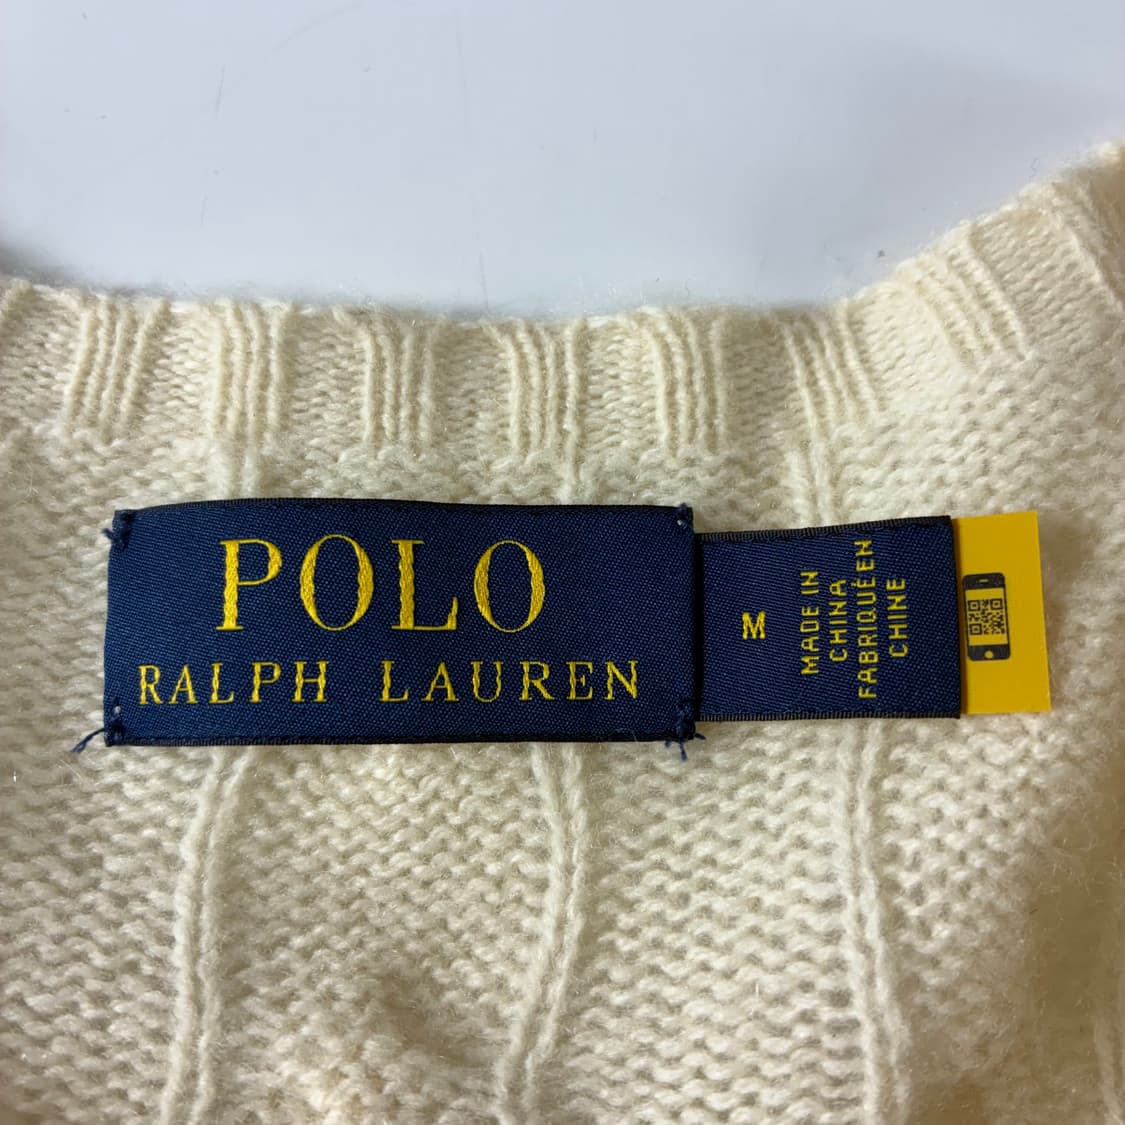 POLO
RALPH LAUREN
M
MADE IN
CHINA
FABRIQUÉ EN
CHINE